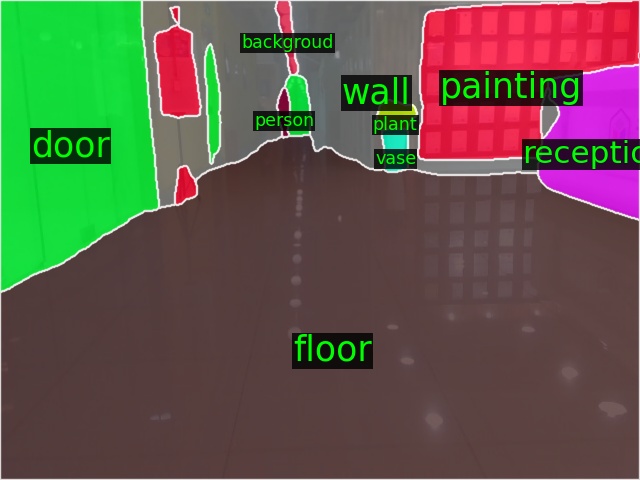 backgroud
wall
painting
person
plant
door
vase
receptio
floor